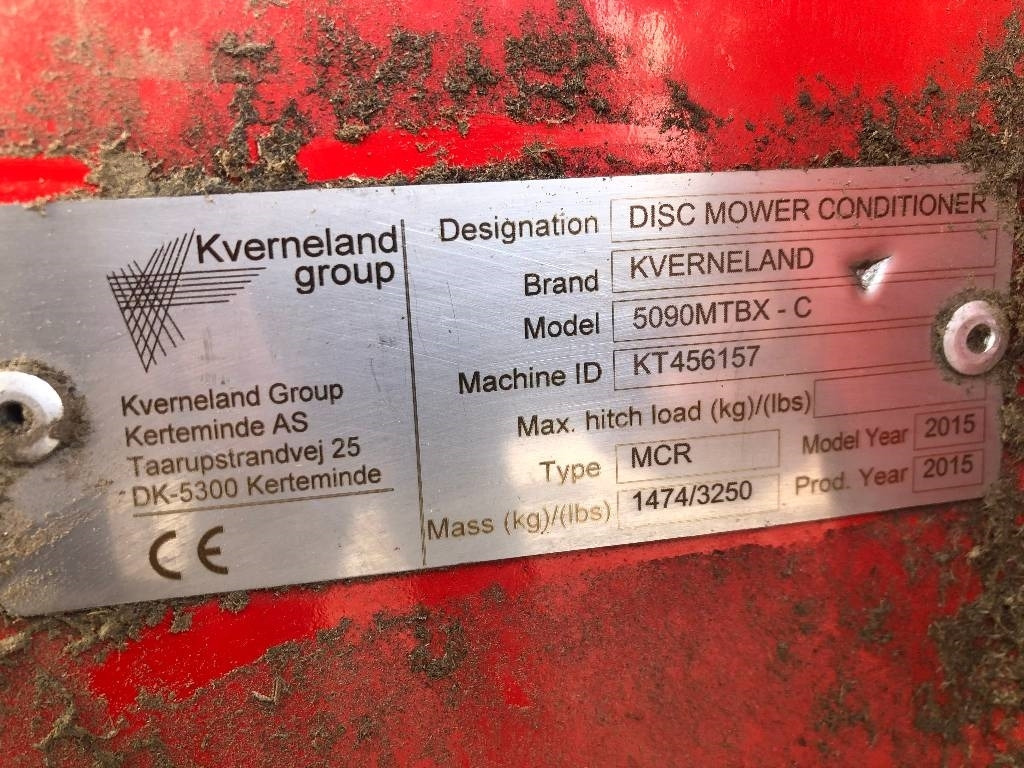 Kverneland
group
Kverneland Group
Kerteminde AS
Taarupstrandvej 25
DK-5300 Kerteminde
CE
Designation DISC MOWER CONDITIONER
Brand KVERNELAND
Model 5090MTBX - C
Machine ID KT456157
Max. hitch load (kg)/(lbs)
Type MCR Model Year 2015
Mass (kg)/(lbs) 1474/3250 Prod. Year 2015